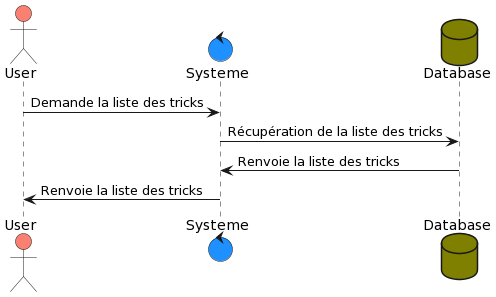 User
Systeme
Database
Demande la liste des tricks
Récupération de la liste des tricks
Renvoie la liste des tricks
Renvoie la liste des tricks
User
Systeme
Database